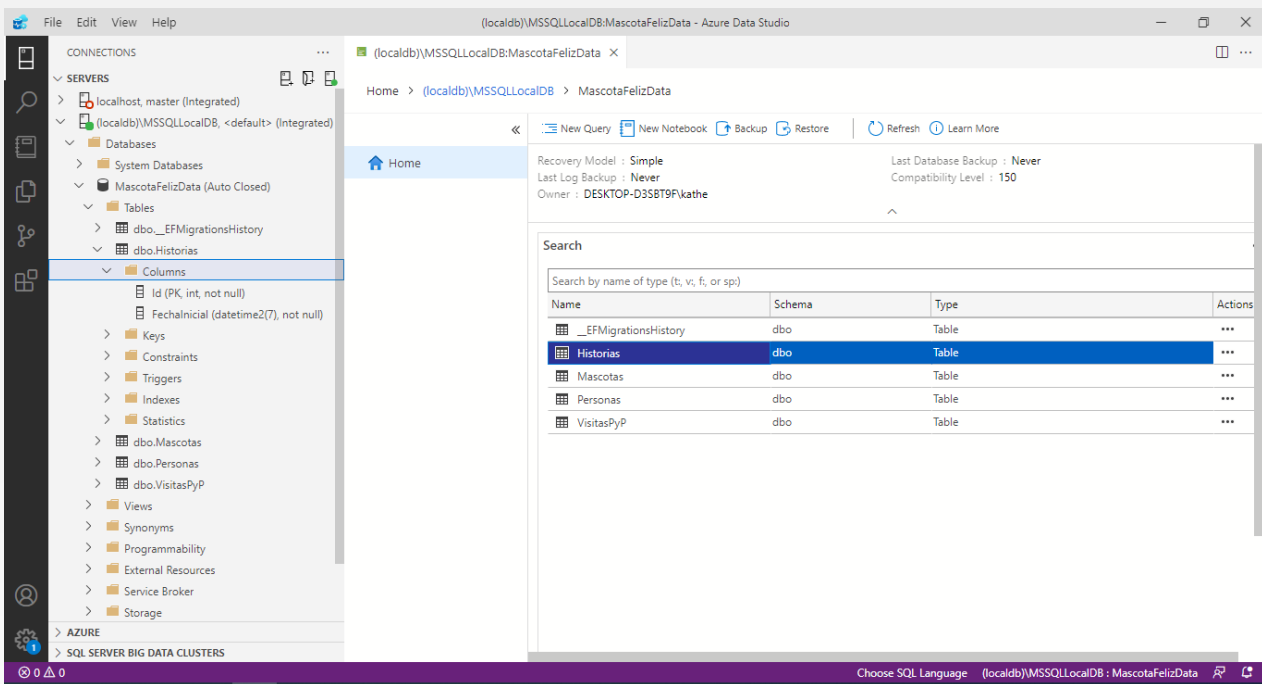 File Edit View Help
(localdb)\MSSQLLocalDB:MascotaFelizData - Azure Data Studio
CONNECTIONS
SERVERS
localhost, master (Integrated)
(localdb)\MSSQLLocalDB, <default> (Integrated)
Databases
System Databases
MascotaFelizData (Auto Closed)
Tables
dbo.__EFMigrationsHistory
dbo.Historias
Columns
Id (PK, int, not null)
FechaInicial (datetime2(7), not null)
Keys
Constraints
Triggers
Indexes
Statistics
dbo.Mascotas
dbo.Personas
dbo.VisitasPyP
Views
Synonyms
Programmability
External Resources
Service Broker
Storage
AZURE
SQL SERVER BIG DATA CLUSTERS
(localdb)\MSSQLLocalDB:MascotaFelizData
Home > (localdb)\MSSQLLocalDB > MascotaFelizData
Home
New Query New Notebook Backup Restore Refresh Learn More
Recovery Model : Simple Last Database Backup : Never
Last Log Backup : Never Compatibility Level : 150
Owner : DESKTOP-D3SBT9F\kathe
Search
Search by name of type (t:, v:, f:, or sp:)
Name Schema Type Actions
__EFMigrationsHistory dbo Table
Historias dbo Table
Mascotas dbo Table
Personas dbo Table
VisitasPyP dbo Table
1
0 0 Choose SQL Language (localdb)\MSSQLLocalDB : MascotaFelizData